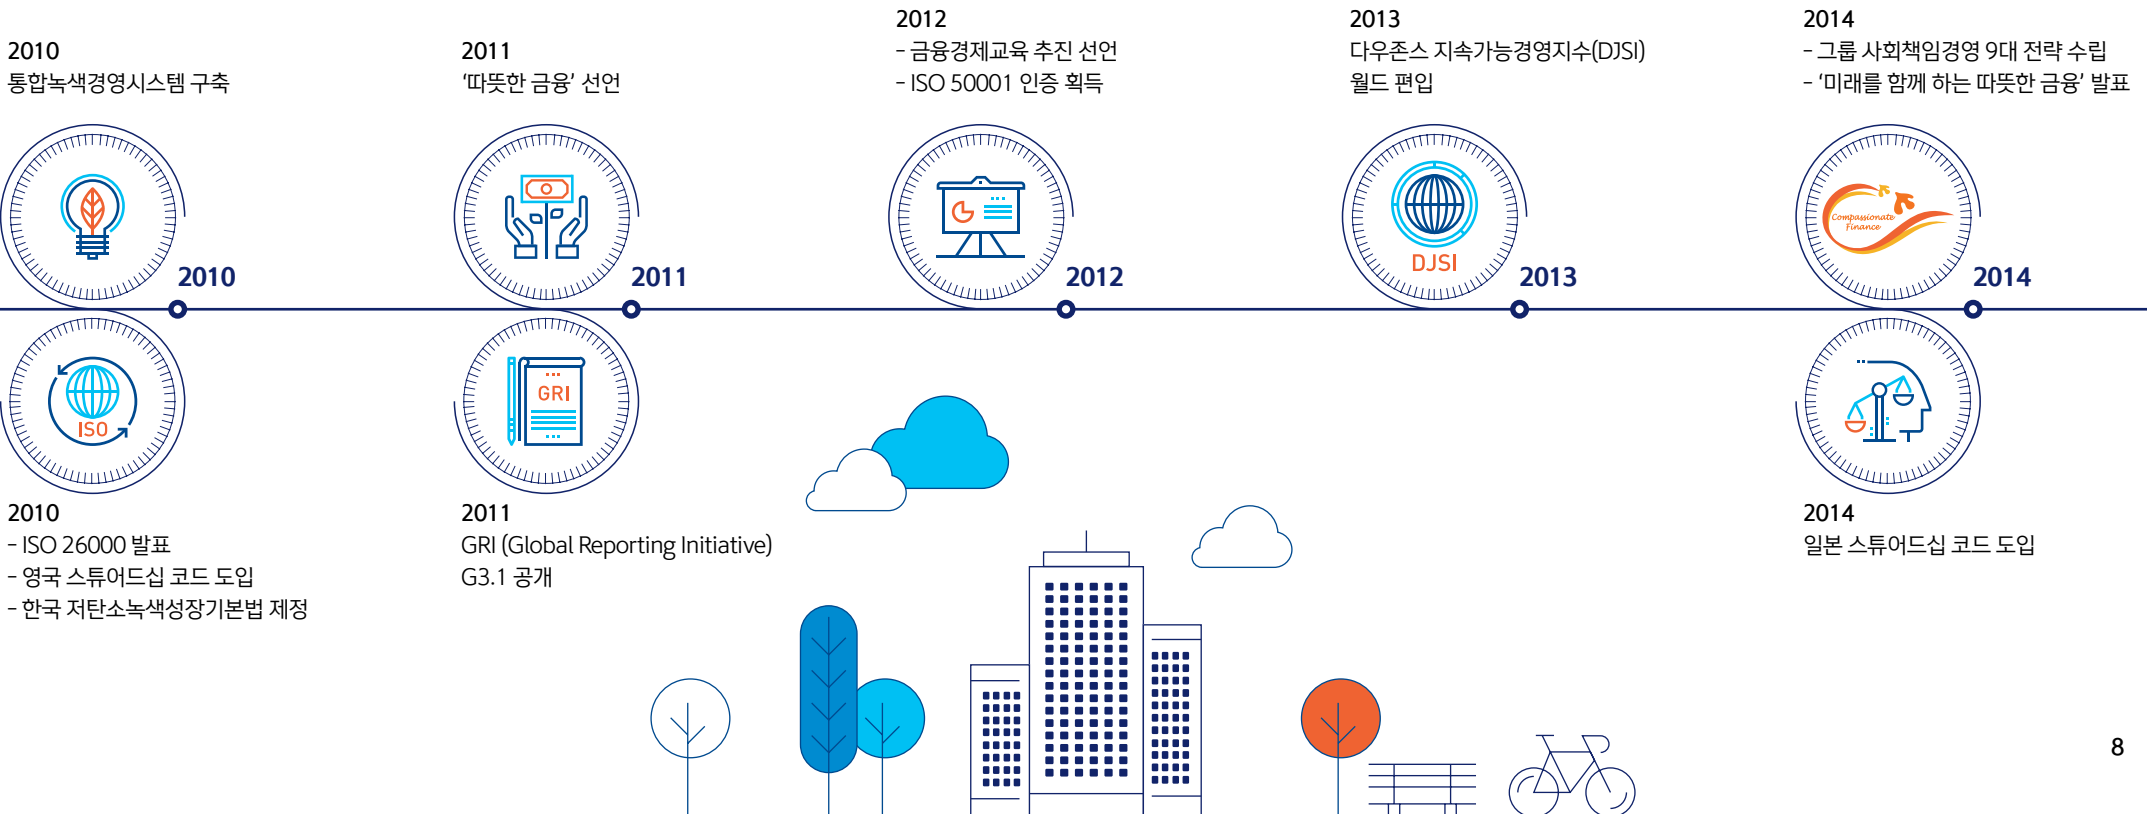 2010
통합녹색경영시스템 구축
2011
‘따뜻한 금융’ 선언
2012
- 금융경제교육 추진 선언
- ISO 50001 인증 획득
2013
다우존스 지속가능경영지수(DJSI)
월드 편입
2014
- 그룹 사회책임경영 9대 전략 수립
- ‘미래를 함께 하는 따뜻한 금융’ 발표
DJSI
Compassionate
Finance
2010
2011
2012
2013
2014
ISO
GRI
2010
- ISO 26000 발표
- 영국 스튜어드십 코드 도입
- 한국 저탄소녹색성장기본법 제정
2011
GRI (Global Reporting Initiative)
G3.1 공개
2014
일본 스튜어드십 코드 도입
8